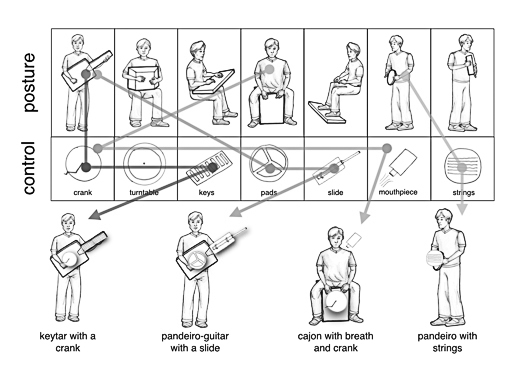 posture
control
crank
turntable
keys
pads
slide
mouthpiece
strings
keytar with a
crank
pandeiro-guitar
with a slide
cajon with breath
and crank
pandeiro with
strings